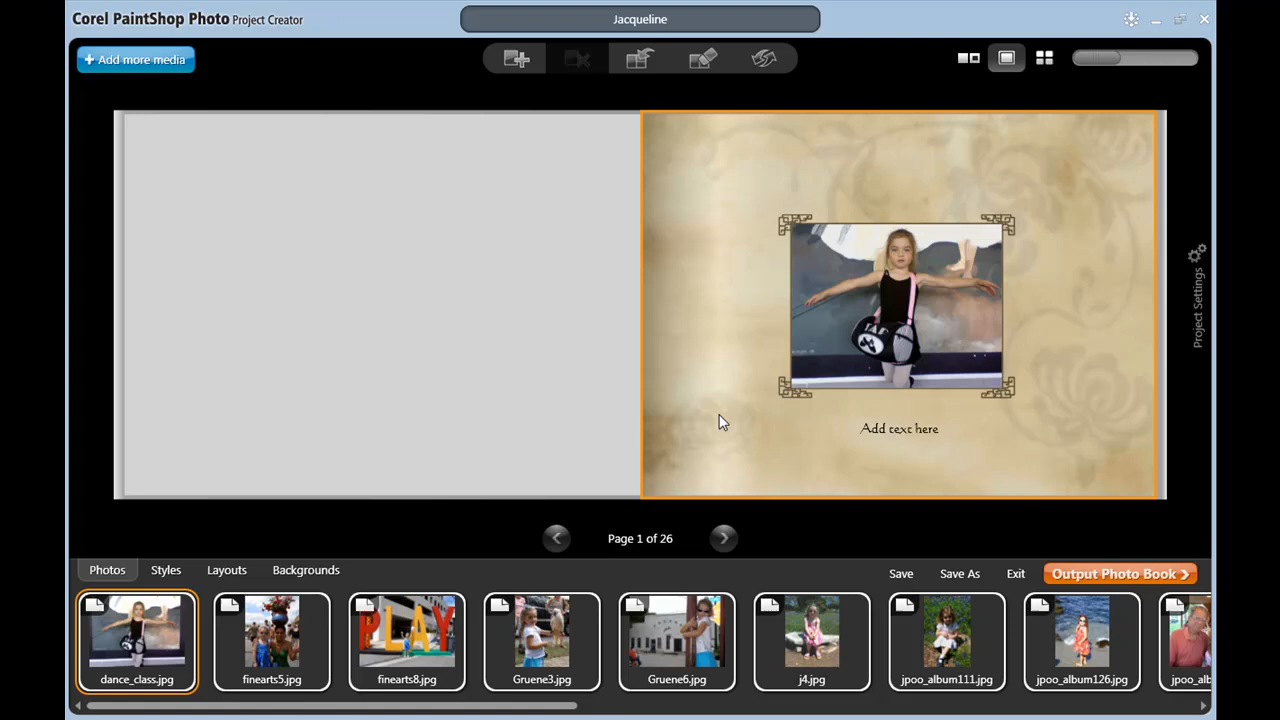 Corel PaintShop Photo Project Creator
Jacqueline
+ Add more media
Project Settings
Add text here
Page 1 of 26
Photos Styles Layouts Backgrounds
Save Save As Exit Output Photo Book
PLAY
dance_class.jpg finearts5.jpg finearts8.jpg Gruene3.jpg Gruene6.jpg j4.jpg jpoo_album111.jpg jpoo_album126.jpg jpoo_alb